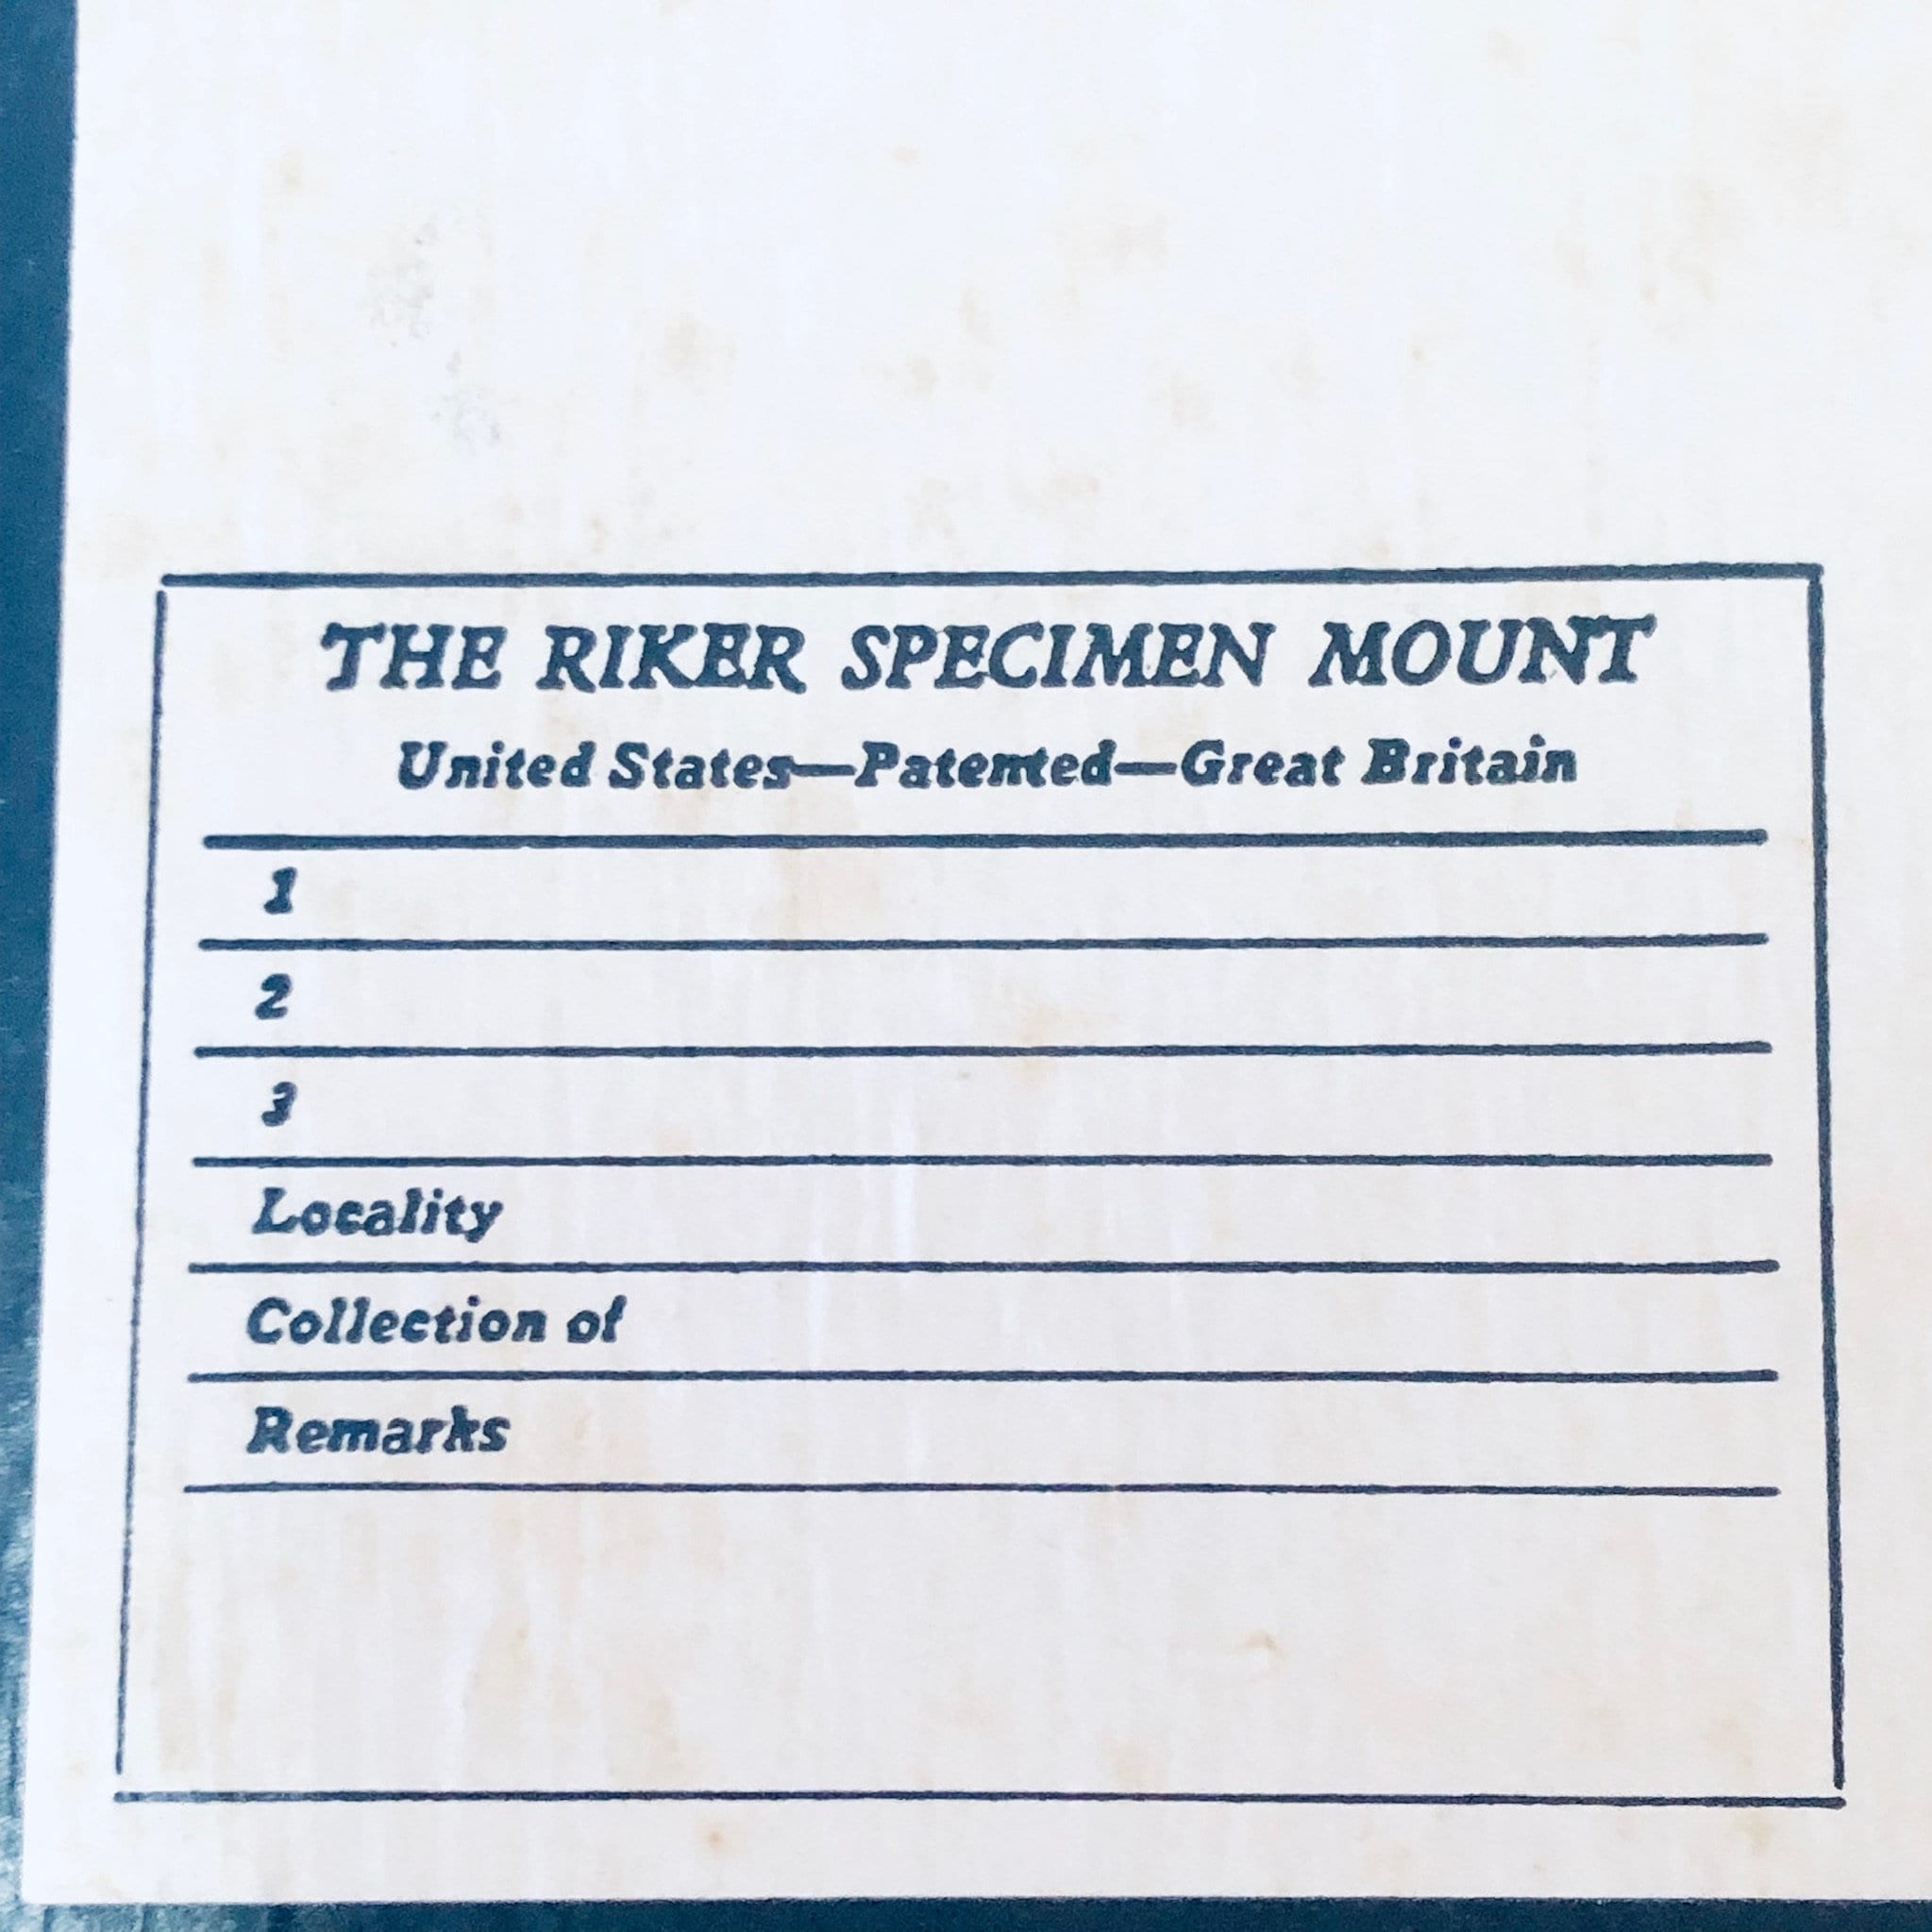 THE RIKER SPECIMEN MOUNT
United States—Patented—Great Britain
1
2
3
Locality
Collection of
Remarks